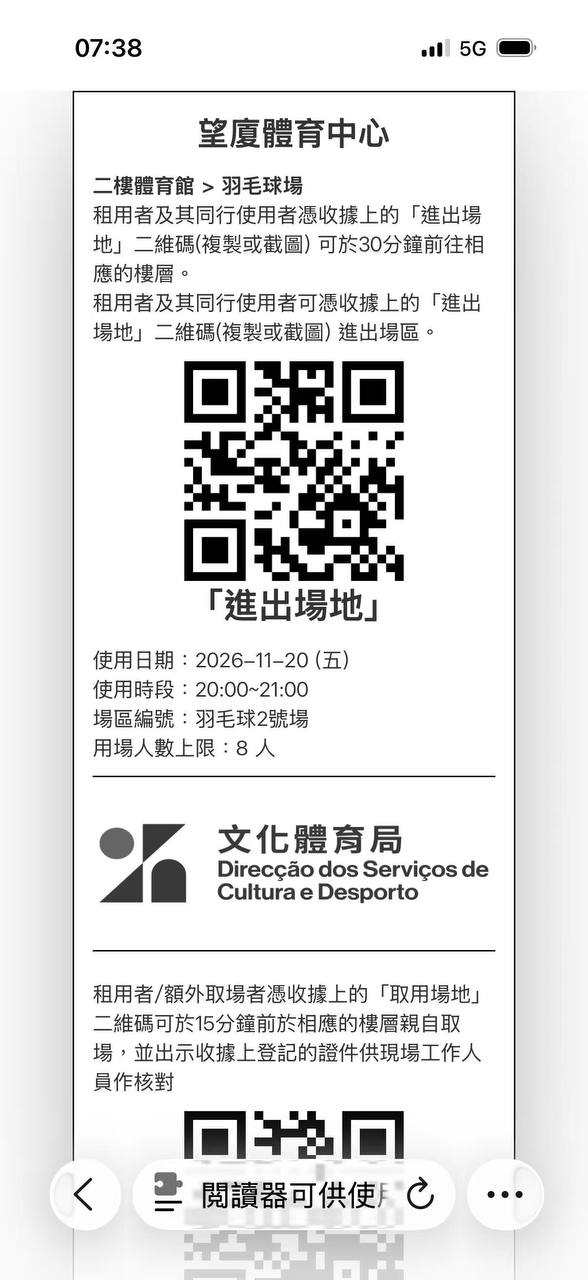 07:38
5G
望廈體育中心
二樓體育館 > 羽毛球場
租用者及其同行使用者憑收據上的「進出場
地」二維碼(複製或截圖) 可於30分鐘前往相
應的樓層。
租用者及其同行使用者可憑收據上的「進出
場地」二維碼(複製或截圖) 進出場區。
「進出場地」
使用日期：2026–11–20 (五)
使用時段：20:00~21:00
場區編號：羽毛球2號場
用場人數上限：8 人
文化體育局
Direcção dos Serviços de
Cultura e Desporto
租用者/額外取場者憑收據上的「取用場地」
二維碼可於15分鐘前於相應的樓層親自取
場，並出示收據上登記的證件供現場工作人
員作核對
閲讀器可供使用